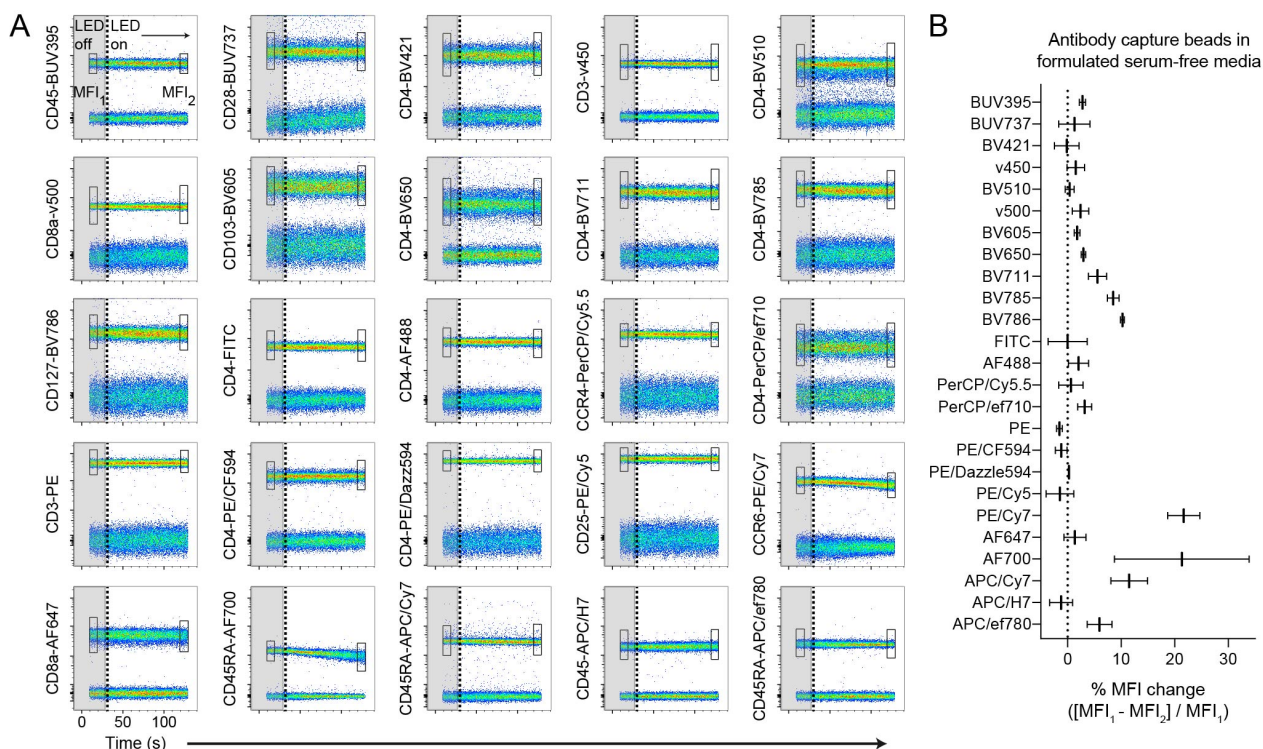 A
LED off
LED on
MFI1
MFI2
CD45-BUV395
CD28-BUV737
CD4-BV421
CD3-v450
CD4-BV510
CD8a-v500
CD103-BV605
CD4-BV650
CD4-BV711
CD4-BV785
CD127-BV786
CD4-FITC
CD4-AF488
CCR4-PerCP/Cy5.5
CD4-PerCP/ef710
CD3-PE
CD4-PE/CF594
CD4-PE/Dazz594
CD25-PE/Cy5
CCR6-PE/Cy7
CD8a-AF647
CD45RA-AF700
CD45RA-APC/Cy7
CD45-APC/H7
CD45RA-APC/ef780
0 50 100
Time (s)
B
Antibody capture beads in
formulated serum-free media
BUV395
BUV737
BV421
v450
BV510
v500
BV605
BV650
BV711
BV785
BV786
FITC
AF488
PerCP/Cy5.5
PerCP/ef710
PE
PE/CF594
PE/Dazzle594
PE/Cy5
PE/Cy7
AF647
AF700
APC/Cy7
APC/H7
APC/ef780
0 10 20 30
% MFI change
([MFI1 - MFI2] / MFI1)